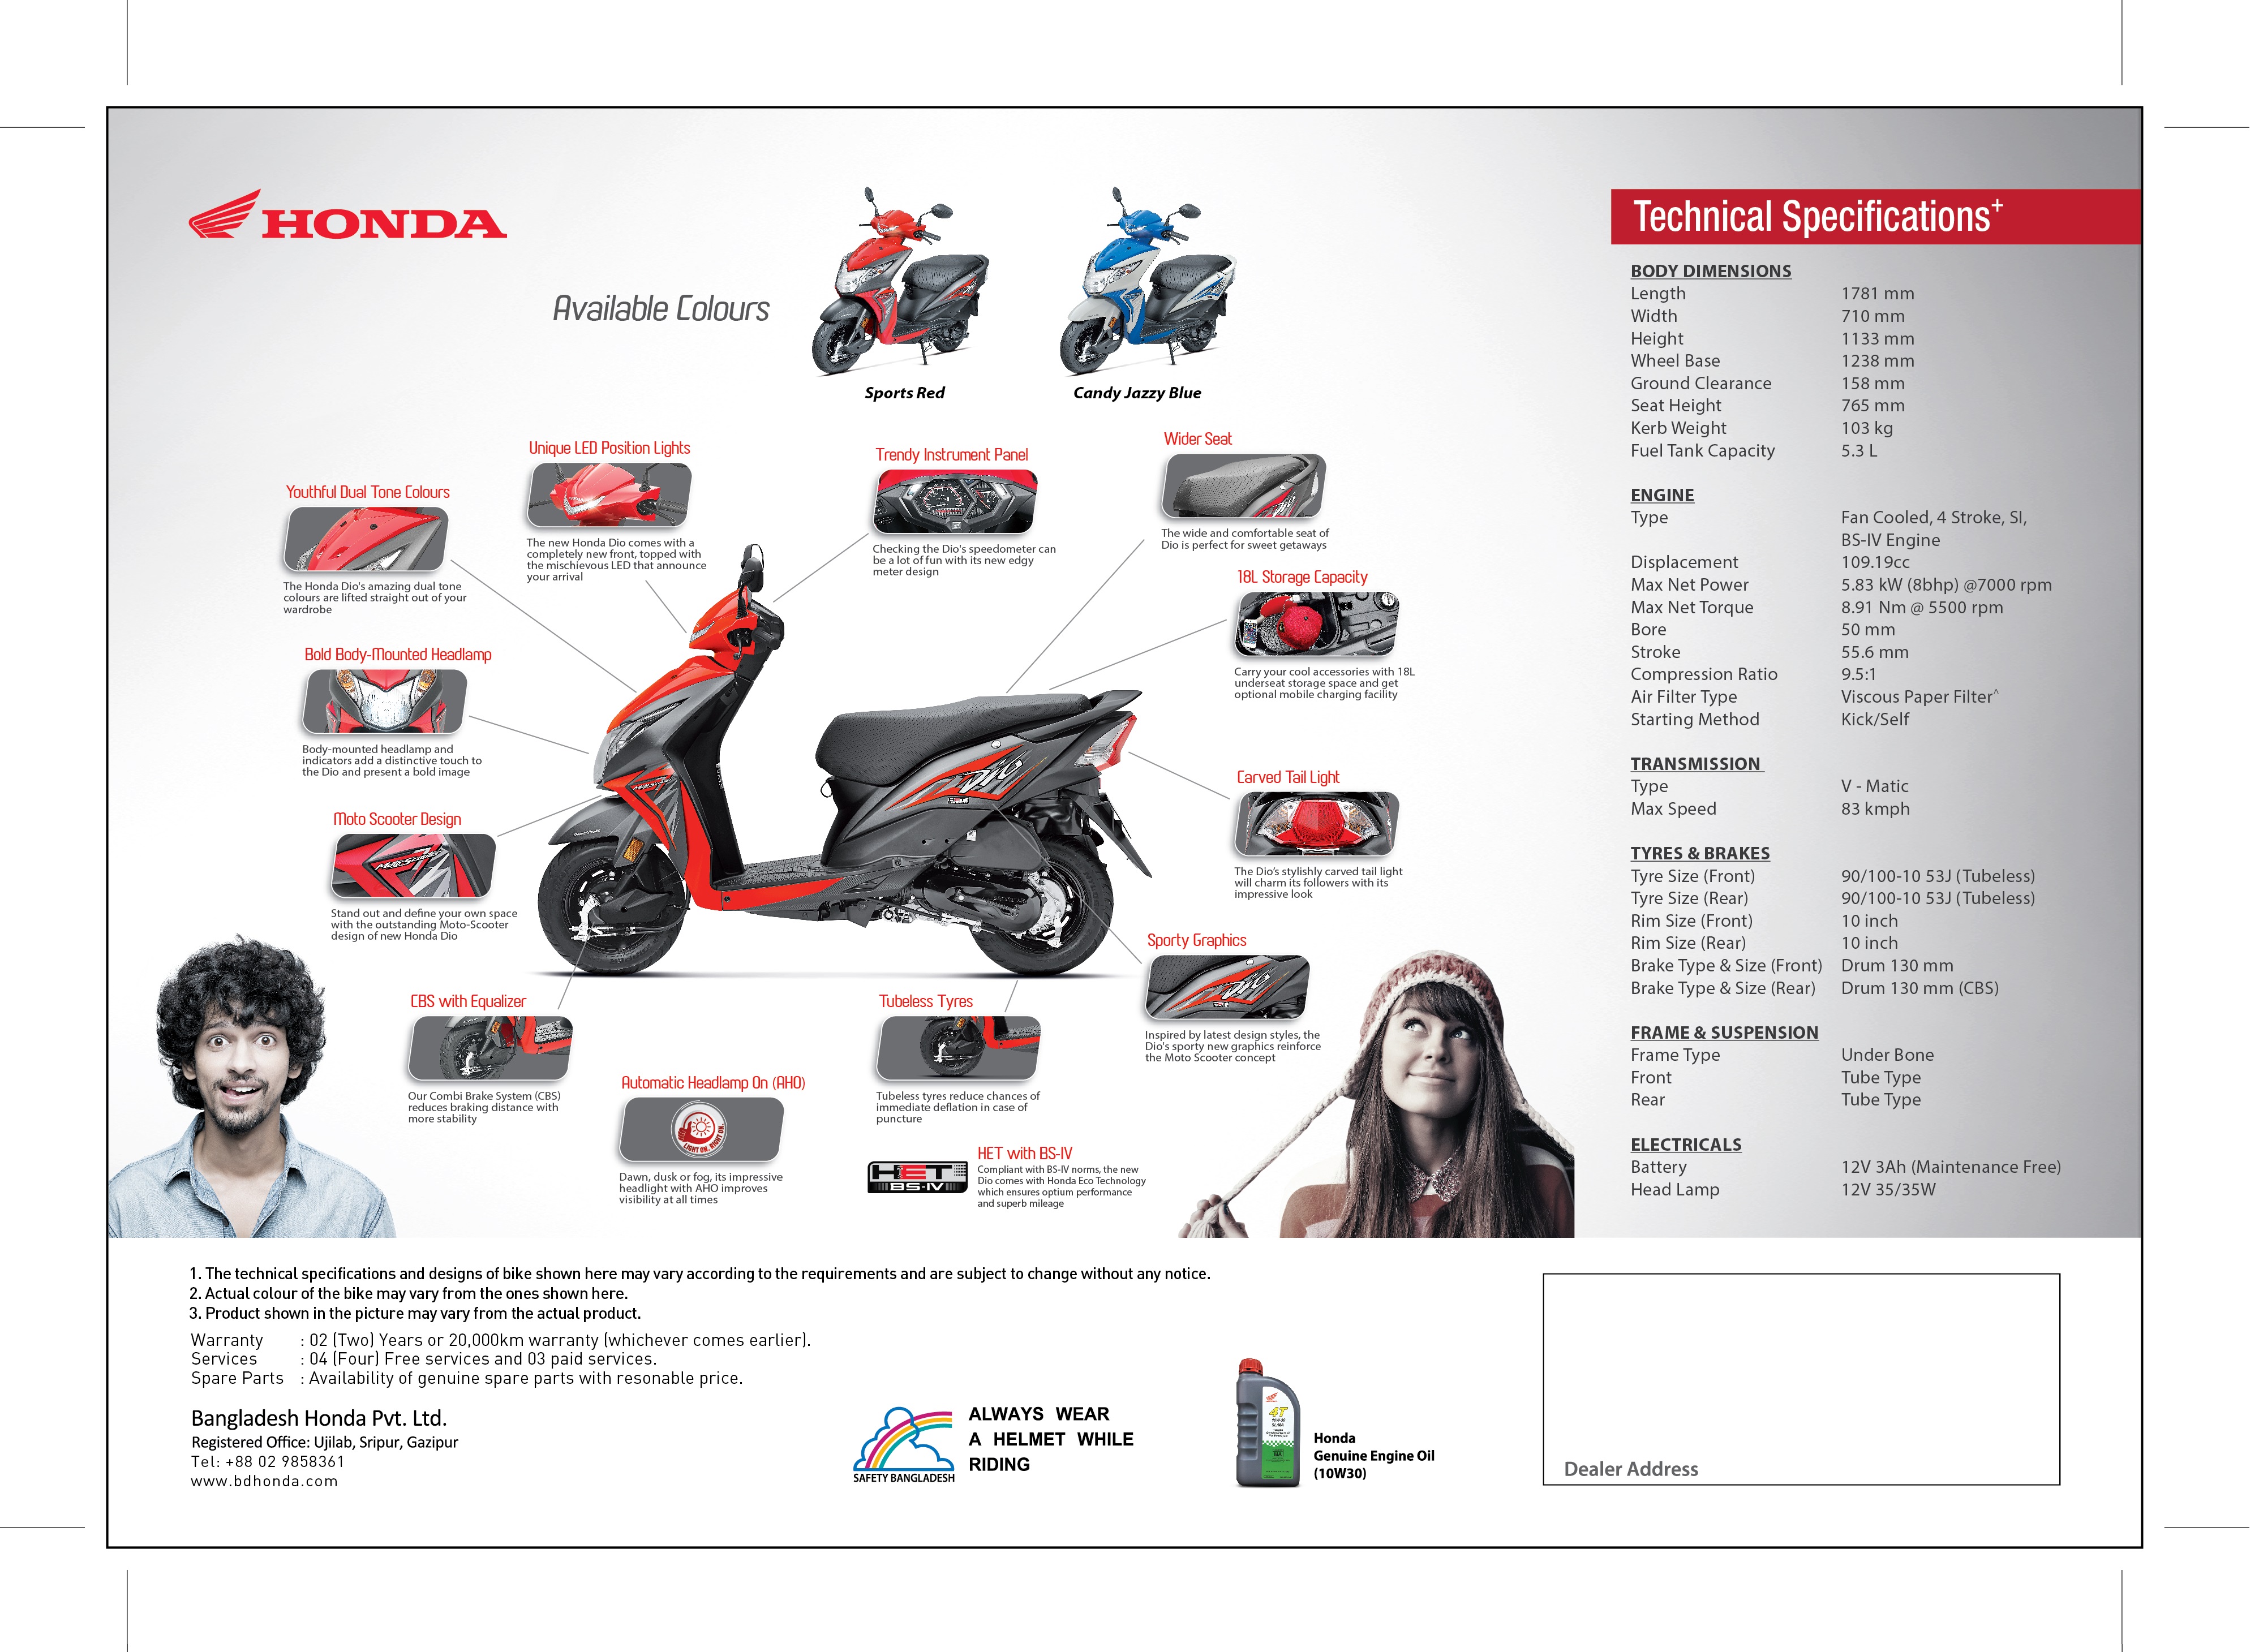 HONDA
Available Colours
Sports Red
Candy Jazzy Blue
Youthful Dual Tone Colours
The Honda Dio's amazing dual tone
colours are lifted straight out of your
wardrobe
Unique LED Position Lights
The new Honda Dio comes with a
completely new front, topped with
the mischievous LED that announce
your arrival
Trendy Instrument Panel
Checking the Dio's speedometer can
be a lot of fun with its new edgy
meter design
Wider Seat
The wide and comfortable seat of
Dio is perfect for sweet getaways
18L Storage Capacity
Carry your cool accessories with 18L
underseat storage space and get
optional mobile charging facility
Bold Body-Mounted Headlamp
Body-mounted headlamp and
indicators add a distinctive touch to
the Dio and present a bold image
Carved Tail Light
The Dio's stylishly carved tail light
will charm its followers with its
impressive look
Moto Scooter Design
Stand out and define your own space
with the outstanding Moto-Scooter
design of new Honda Dio
Sporty Graphics
Dio
Inspired by latest design styles, the
Dio's sporty new graphics reinforce
the Moto Scooter concept
CBS with Equalizer
Our Combi Brake System (CBS)
reduces braking distance with
more stability
Automatic Headlamp On (AHO)
LIGHT ON, RIGHT ON.
Dawn, dusk or fog, its impressive
headlight with AHO improves
visibility at all times
Tubeless Tyres
Tubeless tyres reduce chances of
immediate deflation in case of
puncture
HET
BS-IV
HET with BS-IV
Compliant with BS-IV norms, the new
Dio comes with Honda Eco Technology
which ensures optium performance
and superb mileage
Technical Specifications+
BODY DIMENSIONS
Length 1781 mm
Width 710 mm
Height 1133 mm
Wheel Base 1238 mm
Ground Clearance 158 mm
Seat Height 765 mm
Kerb Weight 103 kg
Fuel Tank Capacity 5.3 L
ENGINE
Type Fan Cooled, 4 Stroke, SI,
BS-IV Engine
Displacement 109.19cc
Max Net Power 5.83 kW (8bhp) @7000 rpm
Max Net Torque 8.91 Nm @ 5500 rpm
Bore 50 mm
Stroke 55.6 mm
Compression Ratio 9.5:1
Air Filter Type Viscous Paper Filter^
Starting Method Kick/Self
TRANSMISSION
Type V - Matic
Max Speed 83 kmph
TYRES & BRAKES
Tyre Size (Front) 90/100-10 53J (Tubeless)
Tyre Size (Rear) 90/100-10 53J (Tubeless)
Rim Size (Front) 10 inch
Rim Size (Rear) 10 inch
Brake Type & Size (Front) Drum 130 mm
Brake Type & Size (Rear) Drum 130 mm (CBS)
FRAME & SUSPENSION
Frame Type Under Bone
Front Tube Type
Rear Tube Type
ELECTRICALS
Battery 12V 3Ah (Maintenance Free)
Head Lamp 12V 35/35W
1. The technical specifications and designs of bike shown here may vary according to the requirements and are subject to change without any notice.
2. Actual colour of the bike may vary from the ones shown here.
3. Product shown in the picture may vary from the actual product.
Warranty : 02 (Two) Years or 20,000km warranty (whichever comes earlier).
Services : 04 (Four) Free services and 03 paid services.
Spare Parts : Availability of genuine spare parts with resonable price.
Bangladesh Honda Pvt. Ltd.
Registered Office: Ujilab, Sripur, Gazipur
Tel: +88 02 9858361
www.bdhonda.com
SAFETY BANGLADESH
ALWAYS WEAR
A HELMET WHILE
RIDING
4T
Honda
Genuine Engine Oil
(10W30)
Dealer Address